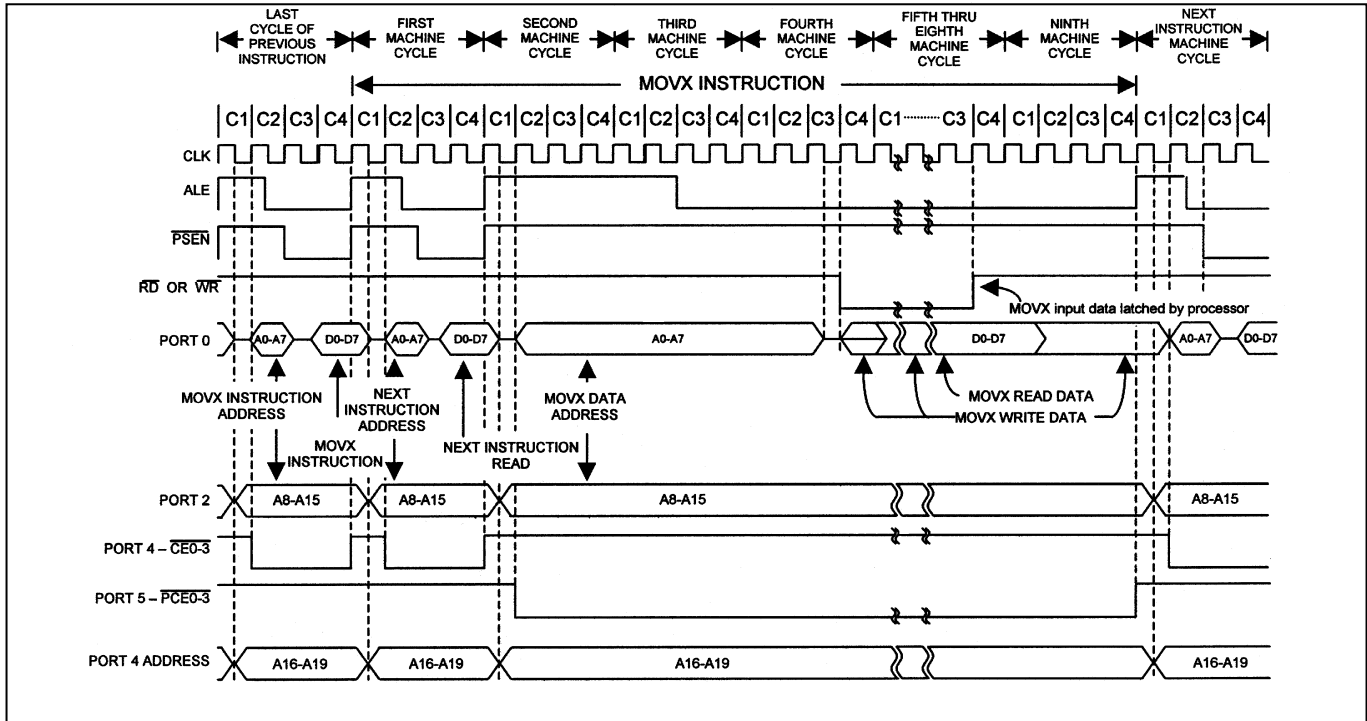 LAST
CYCLE OF
PREVIOUS
INSTRUCTION
FIRST
MACHINE
CYCLE
SECOND
MACHINE
CYCLE
THIRD
MACHINE
CYCLE
FOURTH
MACHINE
CYCLE
FIFTH THRU
EIGHTH
MACHINE
CYCLE
NINTH
MACHINE
CYCLE
NEXT
INSTRUCTION
MACHINE
CYCLE
MOVX INSTRUCTION
C1 C2 C3 C4 C1 C2 C3 C4 C1 C2 C3 C4 C1 C2 C3 C4 C1 C2 C3 C4 C1 ········ C3 C4 C1 C2 C3 C4 C1 C2 C3 C4
CLK
ALE
PSEN
RD OR WR
MOVX input data latched by processor
PORT 0 A0-A7 D0-D7 A0-A7 D0-D7 A0-A7 D0-D7 A0-A7 D0-D7
MOVX INSTRUCTION
ADDRESS
NEXT
INSTRUCTION
ADDRESS
MOVX DATA
ADDRESS
MOVX READ DATA
MOVX WRITE DATA
MOVX
INSTRUCTION
NEXT INSTRUCTION
READ
PORT 2 A8-A15 A8-A15 A8-A15 A8-A15
PORT 4 – CE0-3
PORT 5 – PCE0-3
PORT 4 ADDRESS A16-A19 A16-A19 A16-A19 A16-A19